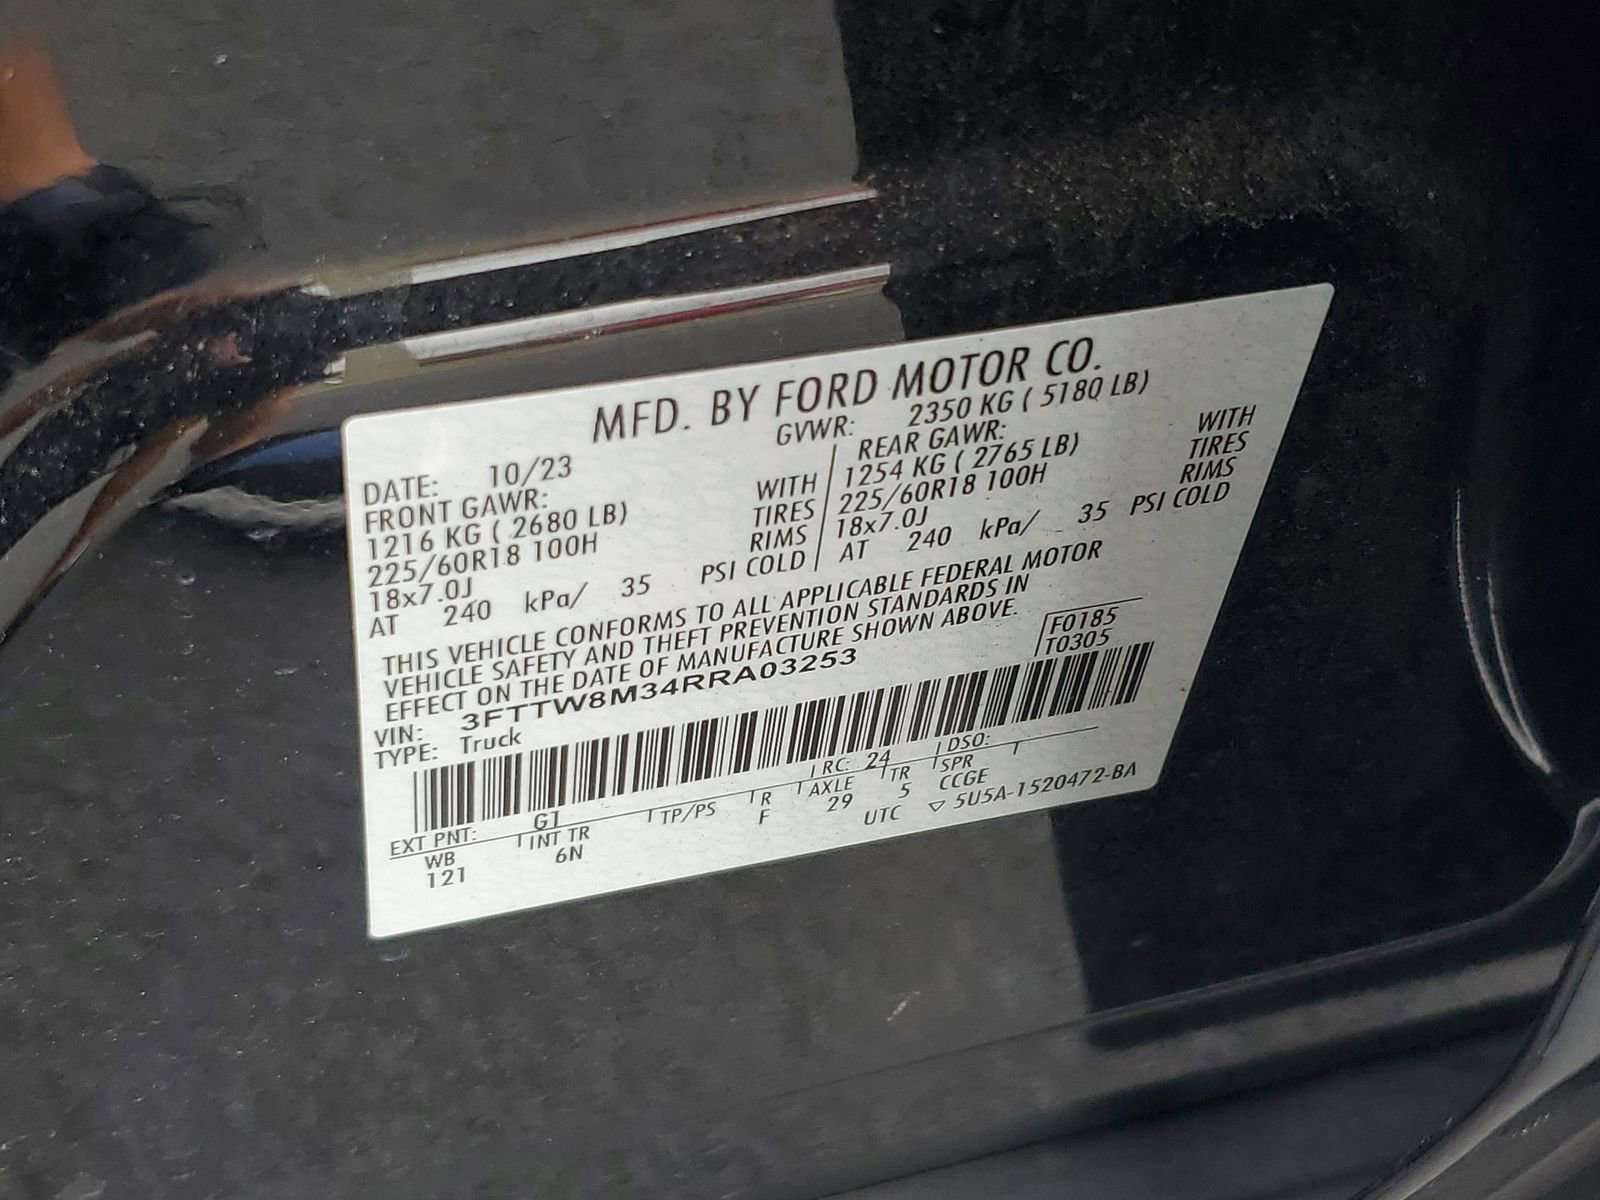 MFD. BY FORD MOTOR CO.
DATE: 10/23 GVWR: 2350 KG ( 5180 LB)
FRONT GAWR: REAR GAWR:
1216 KG ( 2680 LB) WITH 1254 KG ( 2765 LB) WITH
225/60R18 100H TIRES 225/60R18 100H TIRES
18x7.0J RIMS 18x7.0J RIMS
AT 240 kPa/ 35 PSI COLD AT 240 kPa/ 35 PSI COLD
THIS VEHICLE CONFORMS TO ALL APPLICABLE FEDERAL MOTOR
VEHICLE SAFETY AND THEFT PREVENTION STANDARDS IN
EFFECT ON THE DATE OF MANUFACTURE SHOWN ABOVE.
F0185
VIN: 3FTTW8M34RRA03253 T0305
TYPE: Truck
EXT PNT: G1 RC: 24 DSO:
WB INT TR TP/PS R AXLE TR SPR
121 6N F 29 5 CCGE
UTC ▽ 5U5A-1520472-BA